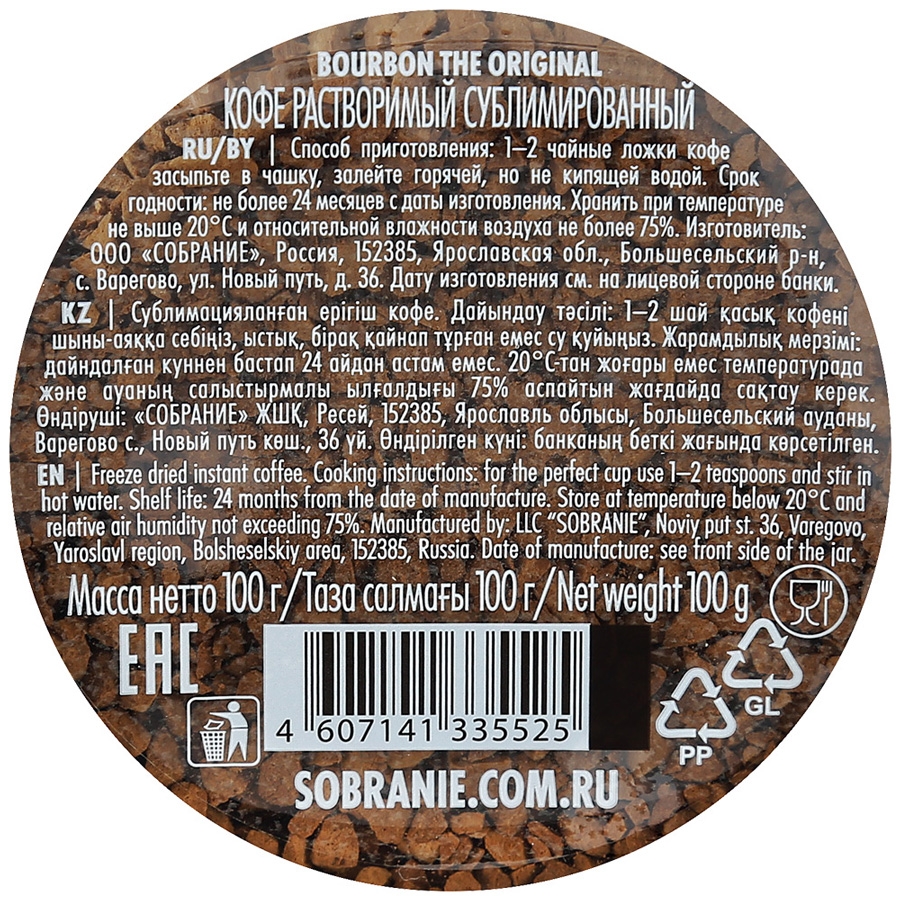 BOURBON THE ORIGINAL
КОФЕ РАСТВОРИМЫЙ СУБЛИМИРОВАННЫЙ
RU/BY | Способ приготовления: 1–2 чайные ложки кофе
засыпьте в чашку, залейте горячей, но не кипящей водой. Срок
годности: не более 24 месяцев с даты изготовления. Хранить при температуре
не выше 20°С и относительной влажности воздуха не более 75%. Изготовитель:
ООО «СОБРАНИЕ», Россия, 152385, Ярославская обл., Большесельский р-н,
с. Варегово, ул. Новый путь, д. 36. Дату изготовления см. на лицевой стороне банки.
KZ | Сублимацияланған ерігіш кофе. Дайындау тәсілі: 1–2 шай қасық кофені
шыны-аяққа себіңіз, ыстық, бірақ қайнап тұрған емес су құйыңыз. Жарамдылық мерзімі:
дайндалған куннен бастап 24 айдан астам емес. 20°С-тан жоғары емес температурада
және ауаның салыстырмалы ылғалдығы 75% аспайтын жағдайда сақтау керек.
Өндіруші: «СОБРАНИЕ» ЖШҚ, Ресей, 152385, Ярославль облысы, Большесельский ауданы,
Варегово с., Новый путь көш., 36 үй. Өндірілген күні: банканың беткі жағында көрсетілген.
EN | Freeze dried instant coffee. Cooking instructions: for the perfect cup use 1–2 teaspoons and stir in
hot water. Shelf life: 24 months from the date of manufacture. Store at temperature below 20°C and
relative air humidity not exceeding 75%. Manufactured by: LLC "SOBRANIE", Noviy put st. 36, Varegovo,
Yaroslavl region, Bolsheselskiy area, 152385, Russia. Date of manufacture: see front side of the jar.
Масса нетто 100 г/Таза салмағы 100 г/Net weight 100 g
EAC
GL
PP
4 607141 335525
SOBRANIE.COM.RU